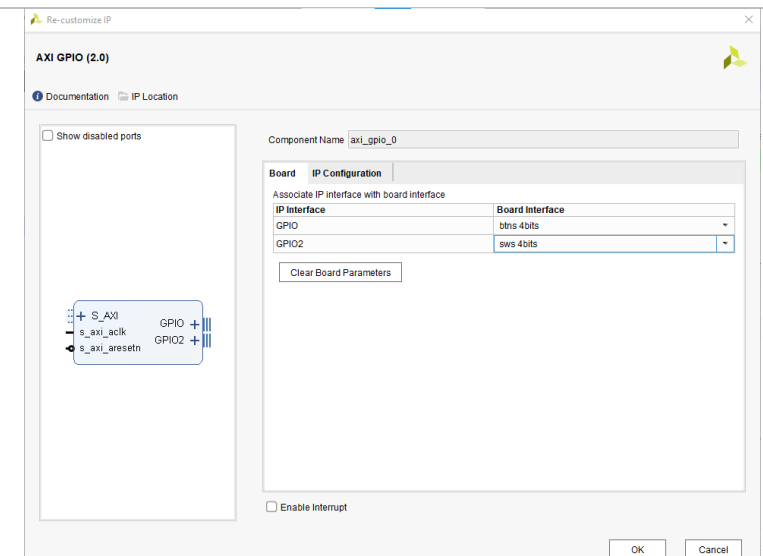 Re-customize IP
AXI GPIO (2.0)
Documentation IP Location
Show disabled ports
S_AXI
s_axi_aclk
s_axi_aresetn
GPIO
GPIO2
Component Name axi_gpio_0
Board IP Configuration
Associate IP interface with board interface
IP Interface Board Interface
GPIO btns 4bits
GPIO2 sws 4bits
Clear Board Parameters
Enable Interrupt
OK Cancel